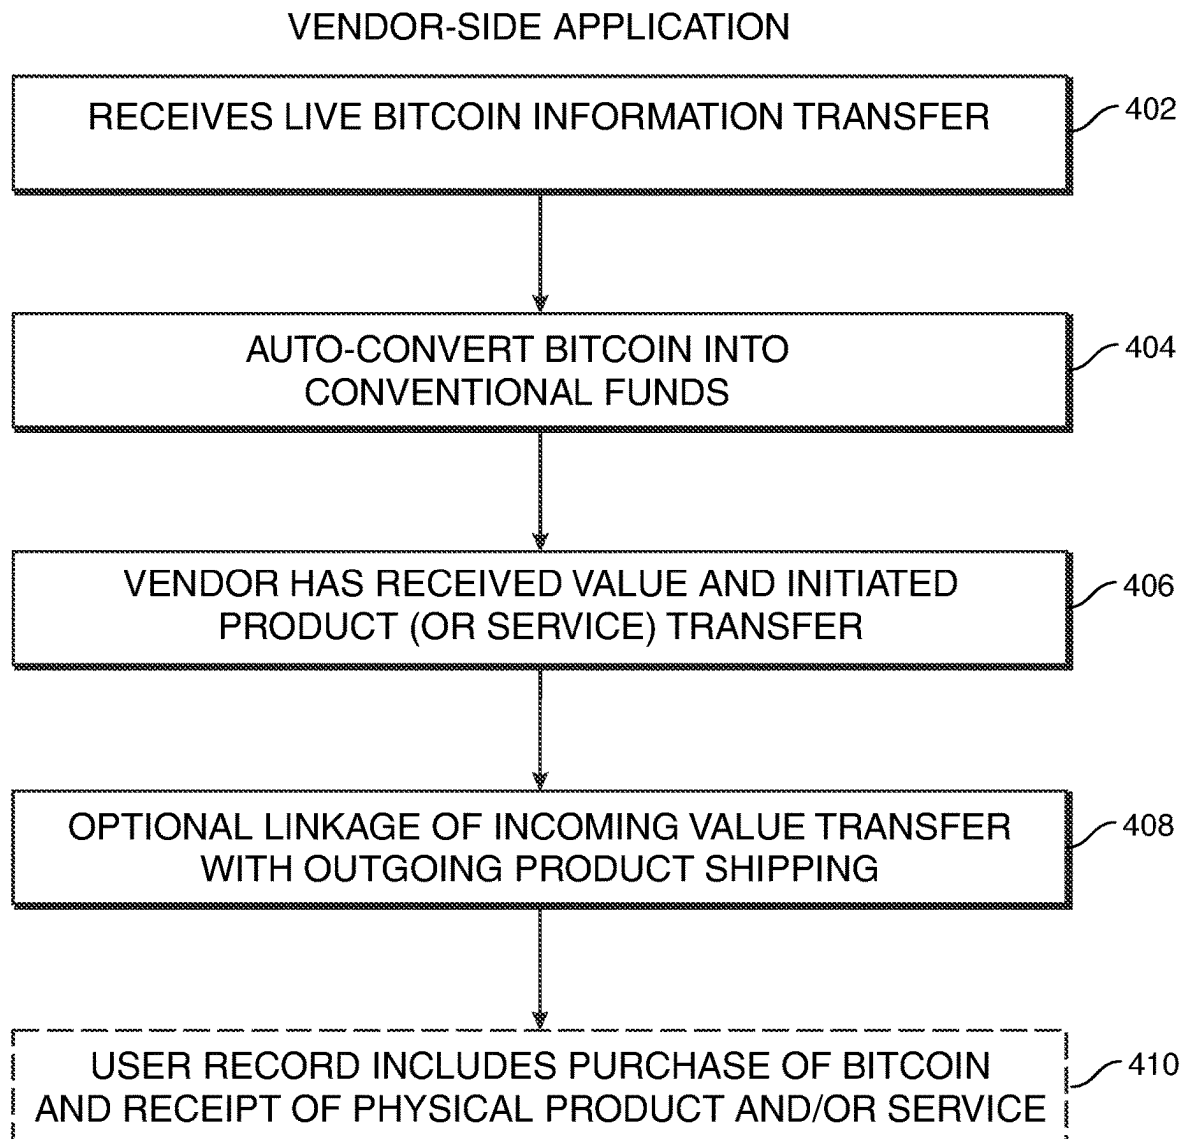 VENDOR-SIDE APPLICATION
RECEIVES LIVE BITCOIN INFORMATION TRANSFER
402
AUTO-CONVERT BITCOIN INTO
CONVENTIONAL FUNDS
404
VENDOR HAS RECEIVED VALUE AND INITIATED
PRODUCT (OR SERVICE) TRANSFER
406
OPTIONAL LINKAGE OF INCOMING VALUE TRANSFER
WITH OUTGOING PRODUCT SHIPPING
408
USER RECORD INCLUDES PURCHASE OF BITCOIN
AND RECEIPT OF PHYSICAL PRODUCT AND/OR SERVICE
410